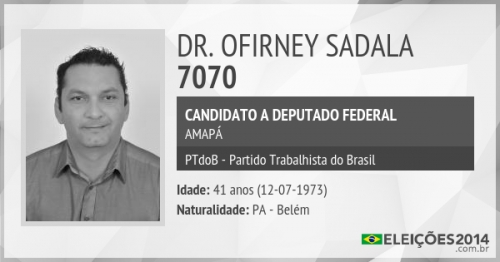 DR. OFIRNEY SADALA
7070
CANDIDATO A DEPUTADO FEDERAL
AMAPÁ
PTdoB - Partido Trabalhista do Brasil
Idade: 41 anos (12-07-1973)
Naturalidade: PA - Belém
ELEIÇÕES2014
.com.br